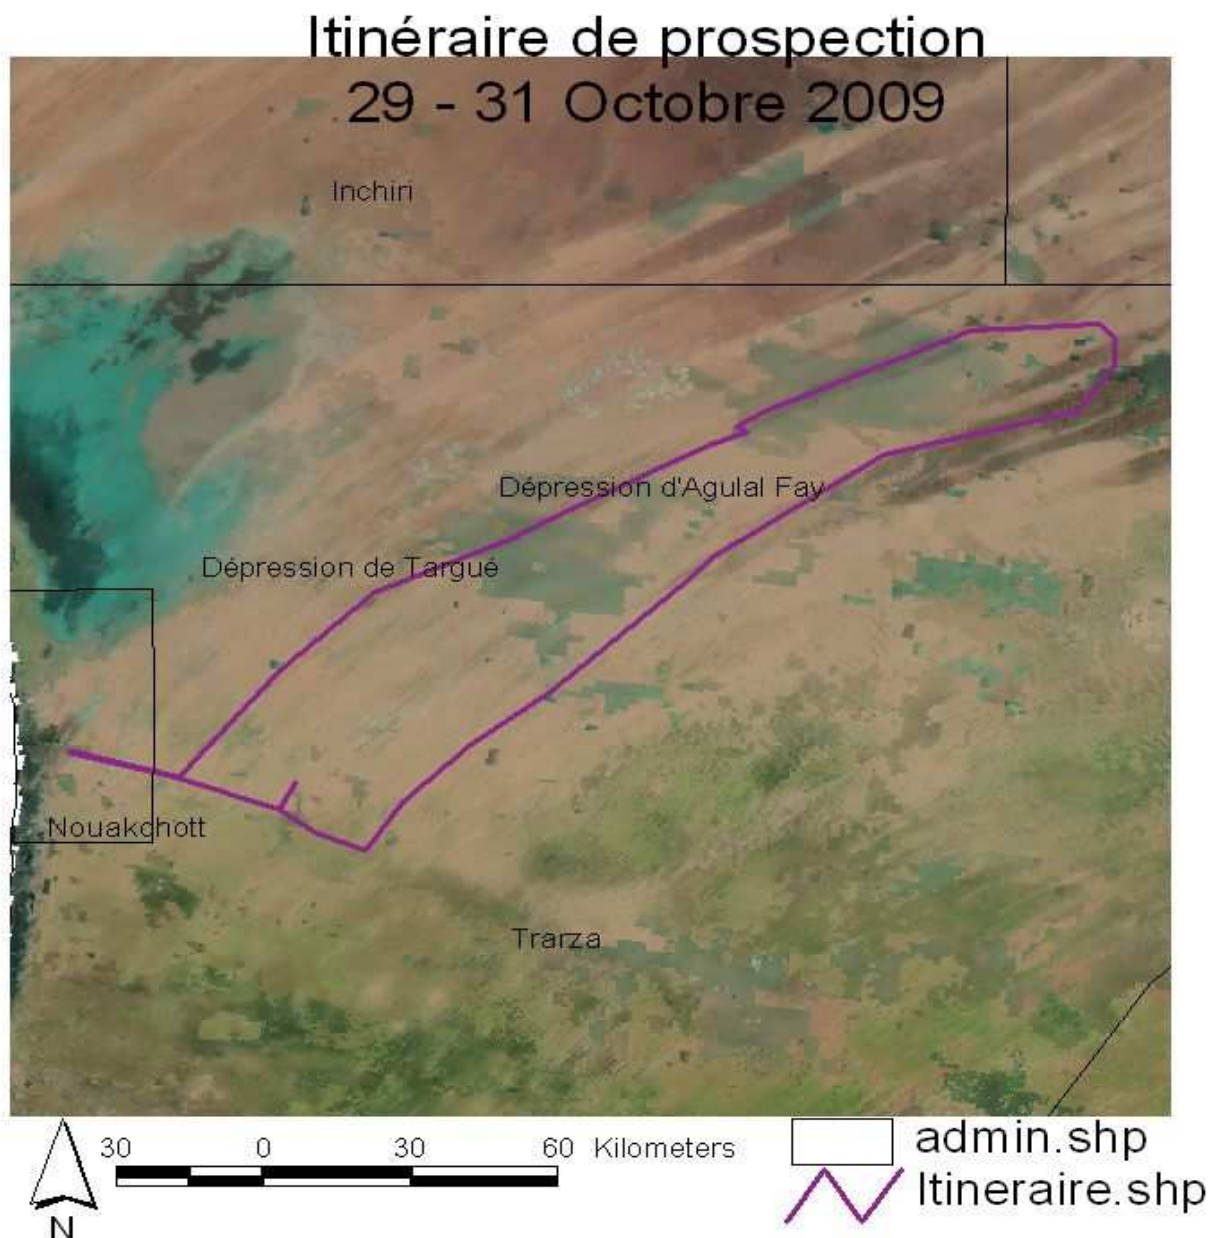 Itinéraire de prospection
29 - 31 Octobre 2009
Inchiri
Dépression d'Agulal Fay
Dépression de Targué
Nouakchott
Trarza
30 0 30 60 Kilometers
N
admin.shp
Itineraire.shp